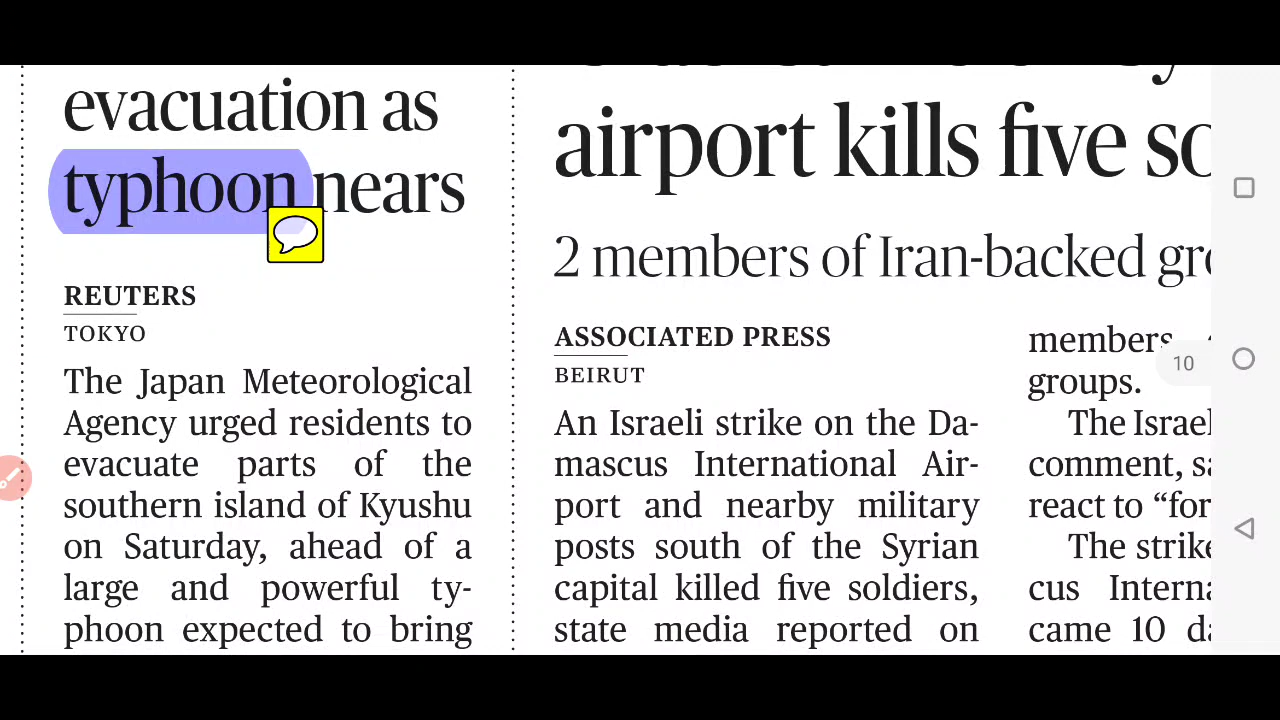 evacuation as
typhoon nears
REUTERS
TOKYO
The Japan Meteorological
Agency urged residents to
evacuate parts of the
southern island of Kyushu
on Saturday, ahead of a
large and powerful ty-
phoon expected to bring
airport kills five
2 members of Iran-backed
ASSOCIATED PRESS
BEIRUT
An Israeli strike on the Da-
mascus International Air-
port and nearby military
posts south of the Syrian
capital killed five soldiers,
state media reported on
members
groups.
The
comment,
react to
The
cus
came 10
10